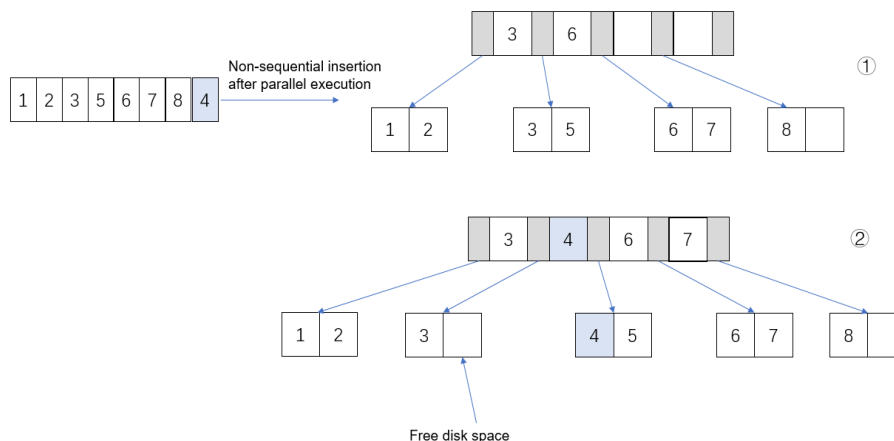 3 6
①
Non-sequential insertion
after parallel execution
1 2 3 5 6 7 8 4
1 2 3 5 6 7 8
3 4 6 7
②
1 2 3 4 5 6 7 8
Free disk space